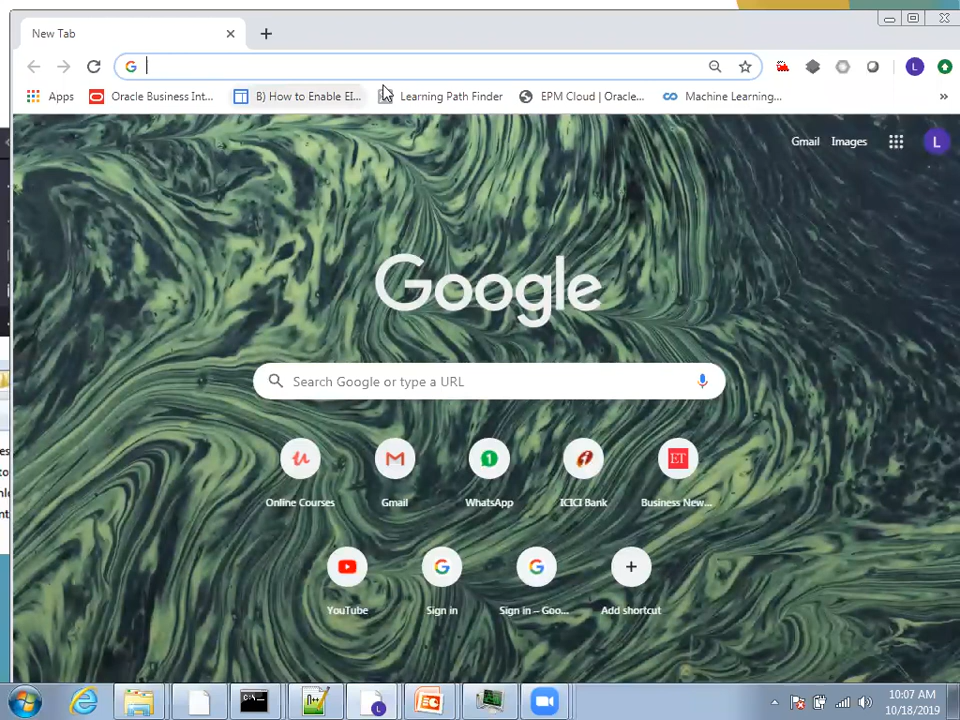 New Tab
Apps
Oracle Business Int...
B) How to Enable EI...
Learning Path Finder
EPM Cloud | Oracle...
Machine Learning...
»
Gmail
Images
L
Google
Search Google or type a URL
Online Courses
Gmail
WhatsApp
ICICI Bank
ET
Business New...
YouTube
Sign in
Sign in – Goo...
Add shortcut
10:07 AM
10/18/2019